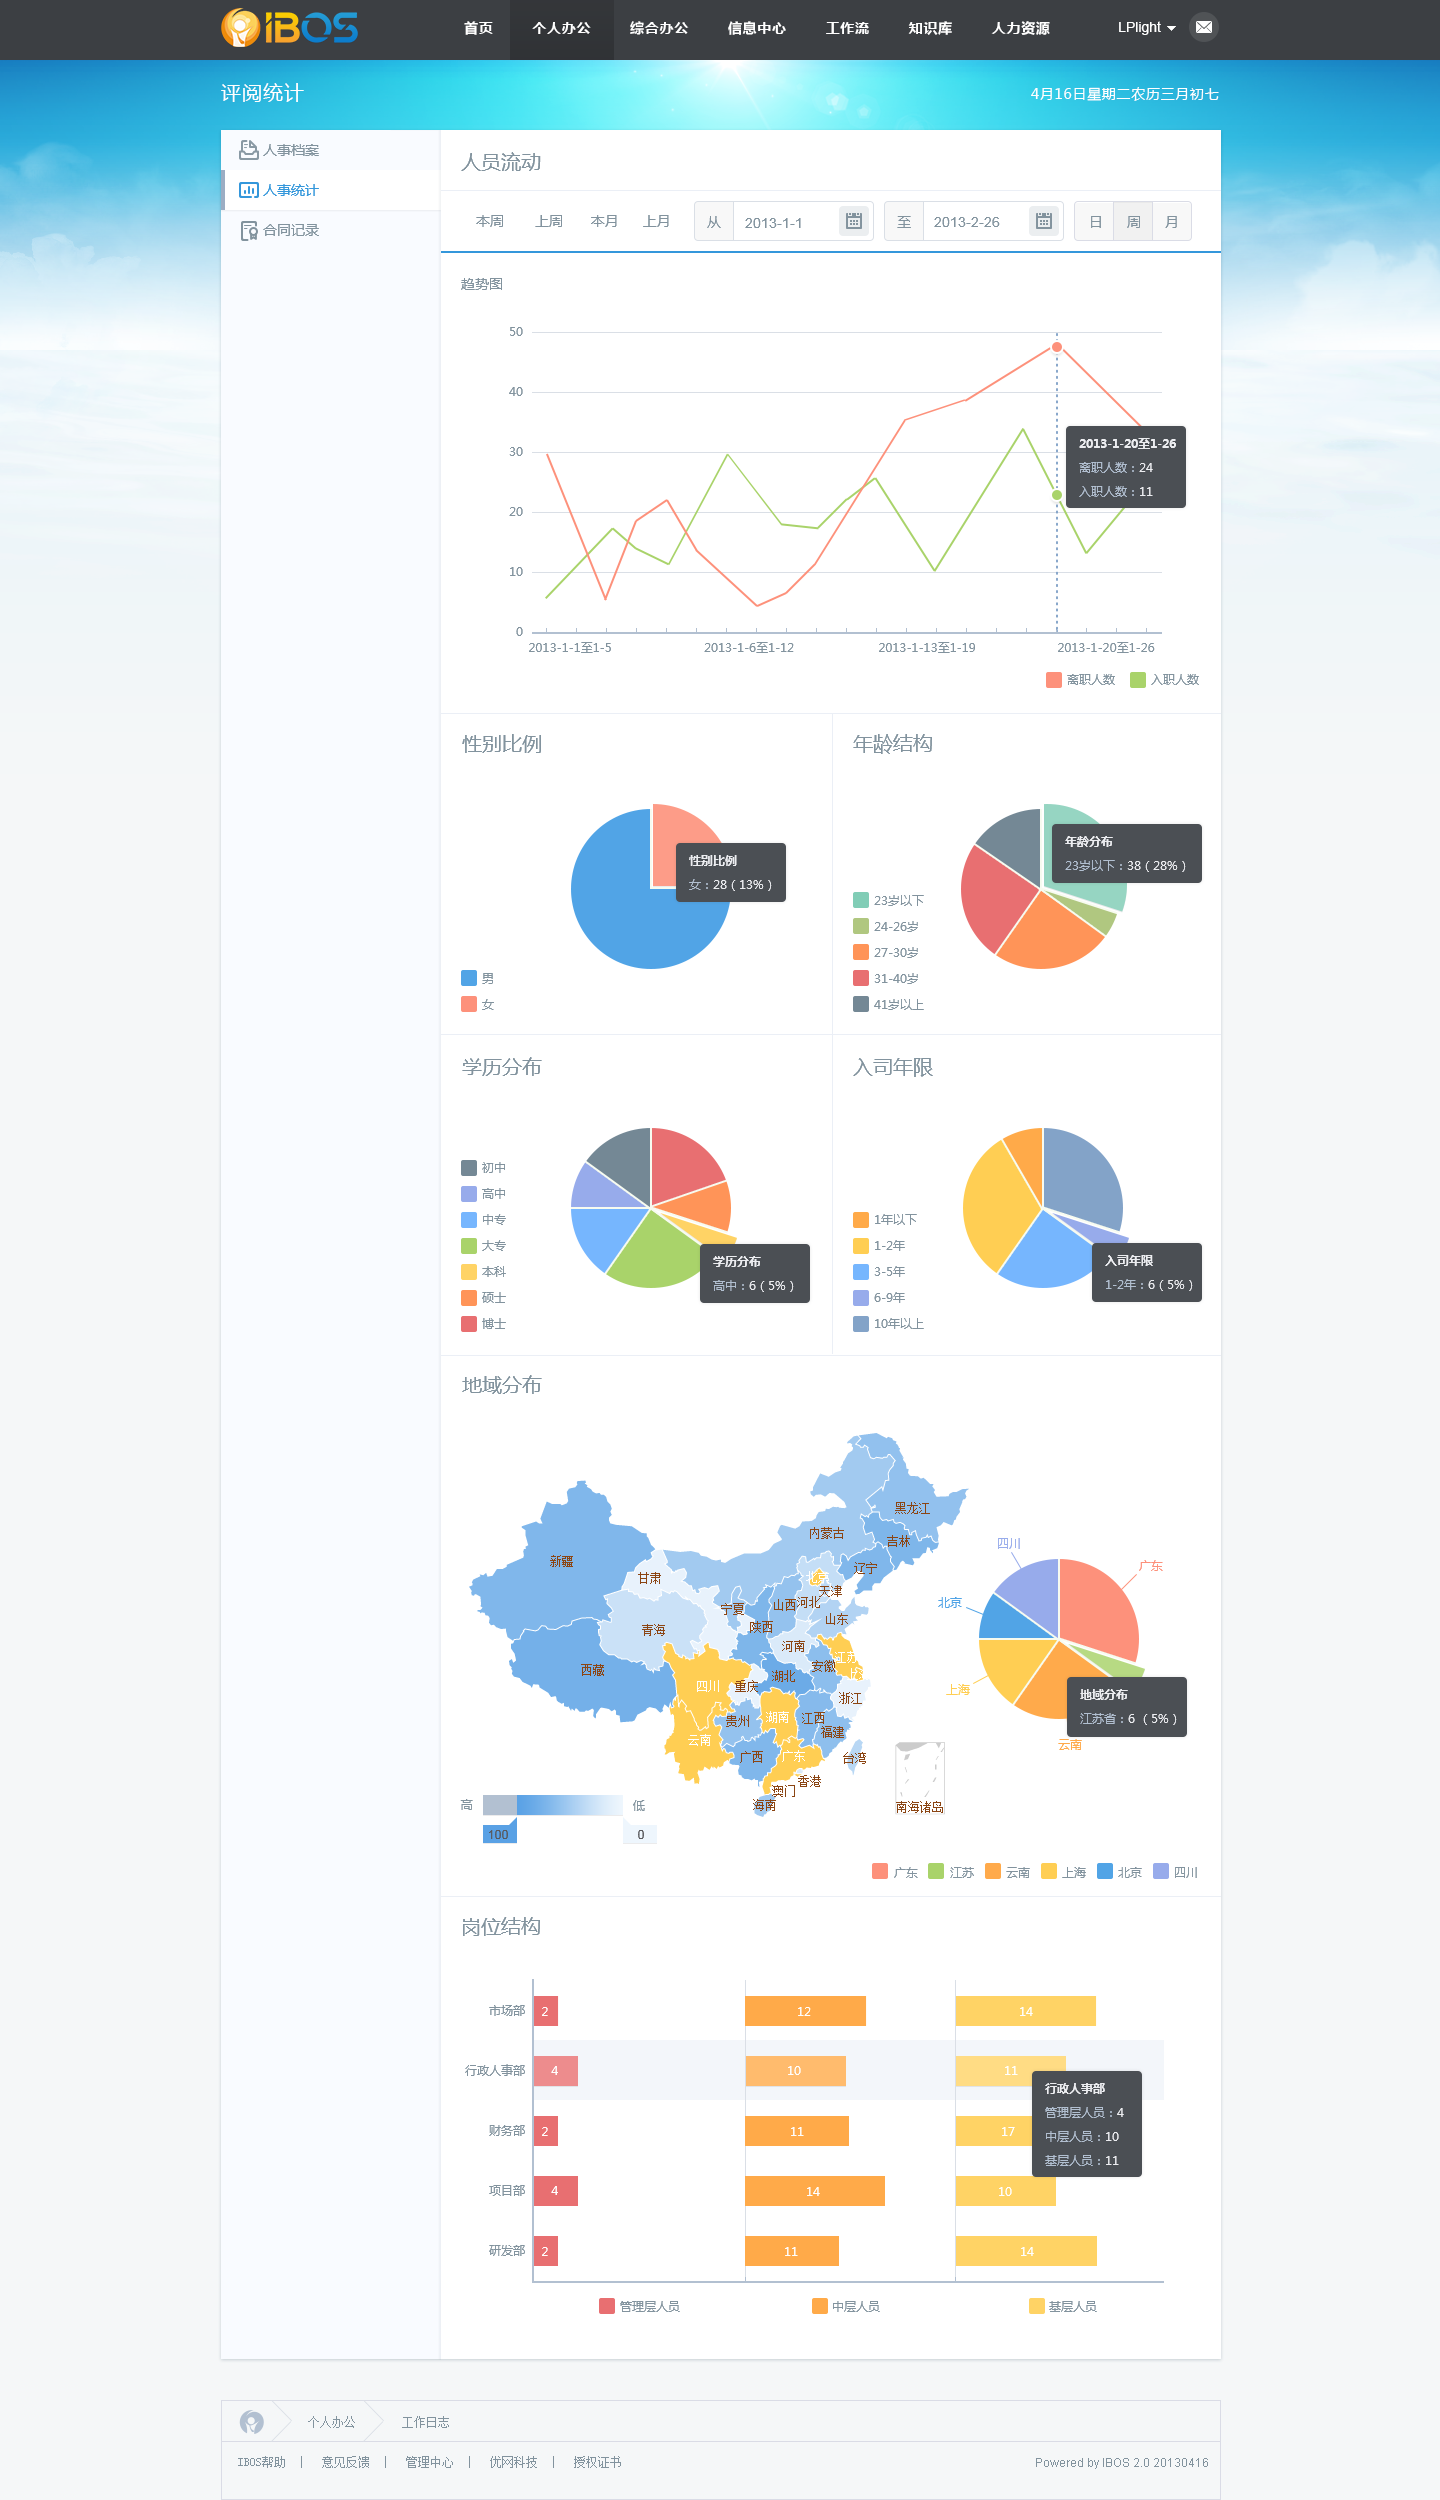 IBOS 首页 个人办公 综合办公 信息中心 工作流 知识库 人力资源 LPlight
评阅统计 4月16日星期二农历三月初七
人事档案
人事统计
合同记录
人员流动
本周 上周 本月 上月 从 2013-1-1 至 2013-2-26 日 周 月
趋势图
50
40
30
20
10
0
2013-1-20至1-26
离职人数：24
入职人数：11
2013-1-1至1-5 2013-1-6至1-12 2013-1-13至1-19 2013-1-20至1-26
离职人数 入职人数
性别比例
性别比例
女：28 ( 13% )
男
女
年龄结构
年龄分布
23岁以下：38 ( 28% )
23岁以下
24-26岁
27-30岁
31-40岁
41岁以上
学历分布
初中
高中
中专
大专
本科
硕士
博士
学历分布
高中：6 ( 5% )
入司年限
1年以下
1-2年
3-5年
6-9年
10年以上
入司年限
1-2年：6 ( 5% )
地域分布
黑龙江
内蒙古
吉林
辽宁
新疆
甘肃
北京
天津
宁夏
山西
河北
山东
青海
陕西
河南
江苏
西藏
安徽
湖北
上海
四川
重庆
浙江
湖南
江西
贵州
福建
云南
广西
广东
台湾
香港
澳门
海南
南海诸岛
高 低
100 0
四川
广东
北京
上海
云南
地域分布
江苏省：6 （5%）
广东 江苏 云南 上海 北京 四川
岗位结构
市场部 2 12 14
行政人事部 4 10 11
财务部 2 11 17
项目部 4 14 10
研发部 2 11 14
行政人事部
管理层人员：4
中层人员：10
基层人员：11
管理层人员 中层人员 基层人员
个人办公 工作日志
IBOS帮助 | 意见反馈 | 管理中心 | 优网科技 | 授权证书 Powered by IBOS 2.0 20130416